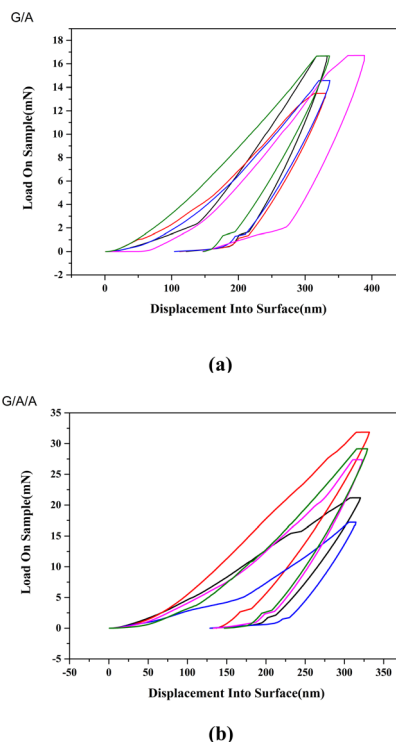 G/A
18
16
14
12
10
8
6
4
2
0
-2
Load On Sample(mN)
0 100 200 300 400
Displacement Into Surface(nm)
(a)
G/A/A
35
30
25
20
15
10
5
0
-5
Load On Sample(mN)
-50 0 50 100 150 200 250 300 350
Displacement Into Surface(nm)
(b)